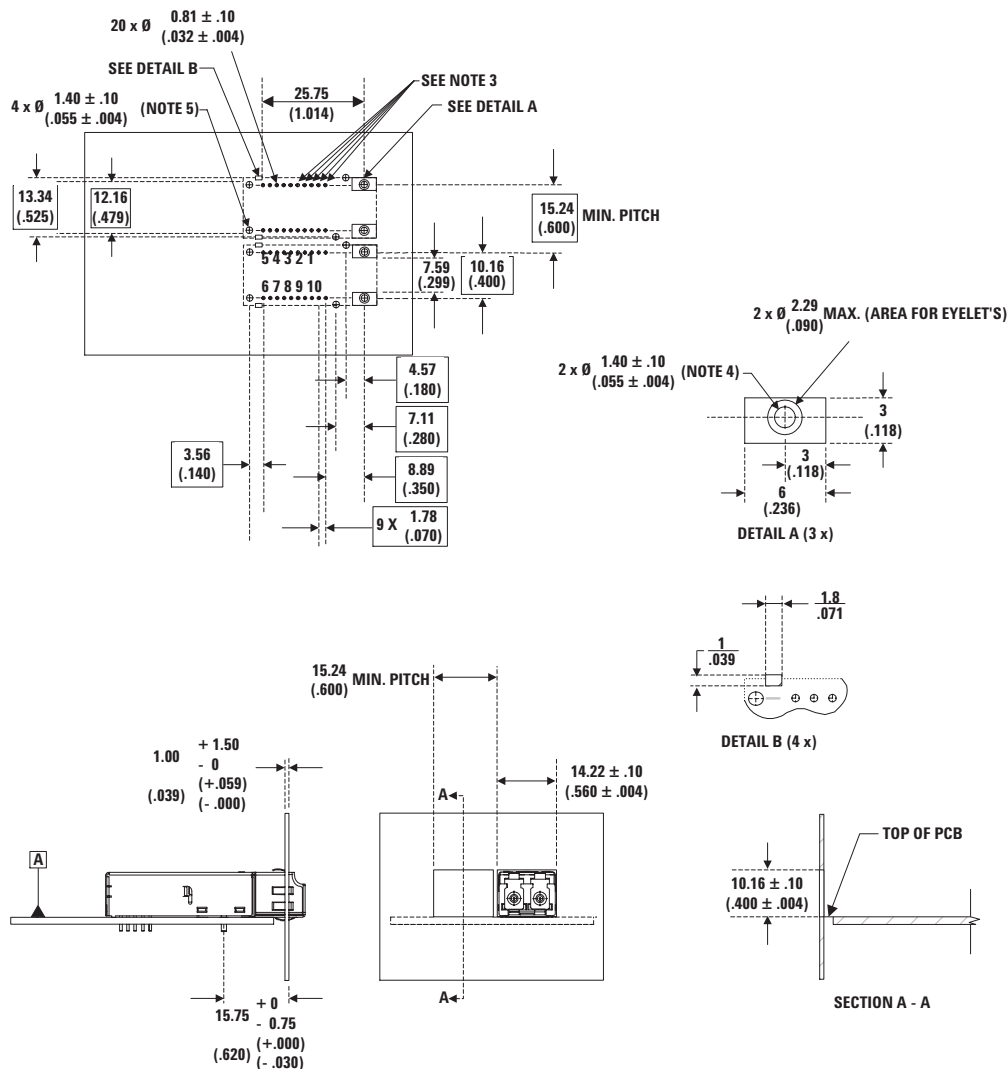 20 x Ø 0.81 ± .10
(.032 ± .004)
SEE DETAIL B
4 x Ø 1.40 ± .10
(.055 ± .004)
(NOTE 5)
25.75
(1.014)
SEE NOTE 3
SEE DETAIL A
13.34
(.525)
12.16
(.479)
15.24
(.600)
MIN. PITCH
5 4 3 2 1
6 7 8 9 10
7.59
(.299)
10.16
(.400)
4.57
(.180)
7.11
(.280)
3.56
(.140)
8.89
(.350)
9 X 1.78
(.070)
2 x Ø 2.29 MAX. (AREA FOR EYELET'S)
(.090)
2 x Ø 1.40 ± .10 (NOTE 4)
(.055 ± .004)
3
(.118)
3
(.118)
6
(.236)
DETAIL A (3 x)
1.8
.071
1
.039
DETAIL B (4 x)
15.24
(.600)
MIN. PITCH
1.00 + 1.50
- 0
(.039) (+.059)
(- .000)
14.22 ± .10
(.560 ± .004)
A
A
TOP OF PCB
10.16 ± .10
(.400 ± .004)
A
SECTION A - A
15.75 + 0
- 0.75
(.620) (+.000)
(- .030)